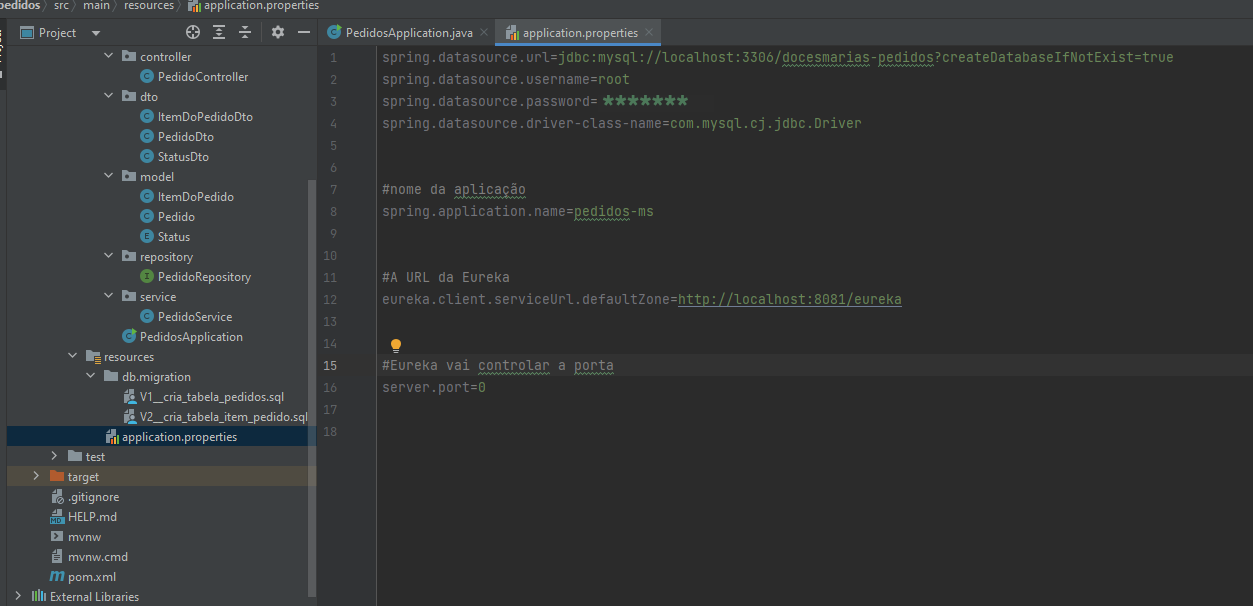 pedidos src main resources application.properties
Project
PedidosApplication.java
application.properties
controller
PedidoController
dto
ItemDoPedidoDto
PedidoDto
StatusDto
model
ItemDoPedido
Pedido
Status
repository
PedidoRepository
service
PedidoService
PedidosApplication
resources
db.migration
V1__cria_tabela_pedidos.sql
V2__cria_tabela_item_pedido.sql
application.properties
test
target
.gitignore
HELP.md
mvnw
mvnw.cmd
pom.xml
External Libraries
1 spring.datasource.url=jdbc:mysql://localhost:3306/docesmarias-pedidos?createDatabaseIfNotExist=true
2 spring.datasource.username=root
3 spring.datasource.password= *******
4 spring.datasource.driver-class-name=com.mysql.cj.jdbc.Driver
5
6
7 #nome da aplicação
8 spring.application.name=pedidos-ms
9
10
11 #A URL da Eureka
12 eureka.client.serviceUrl.defaultZone=http://localhost:8081/eureka
13
14
15 #Eureka vai controlar a porta
16 server.port=0
17
18